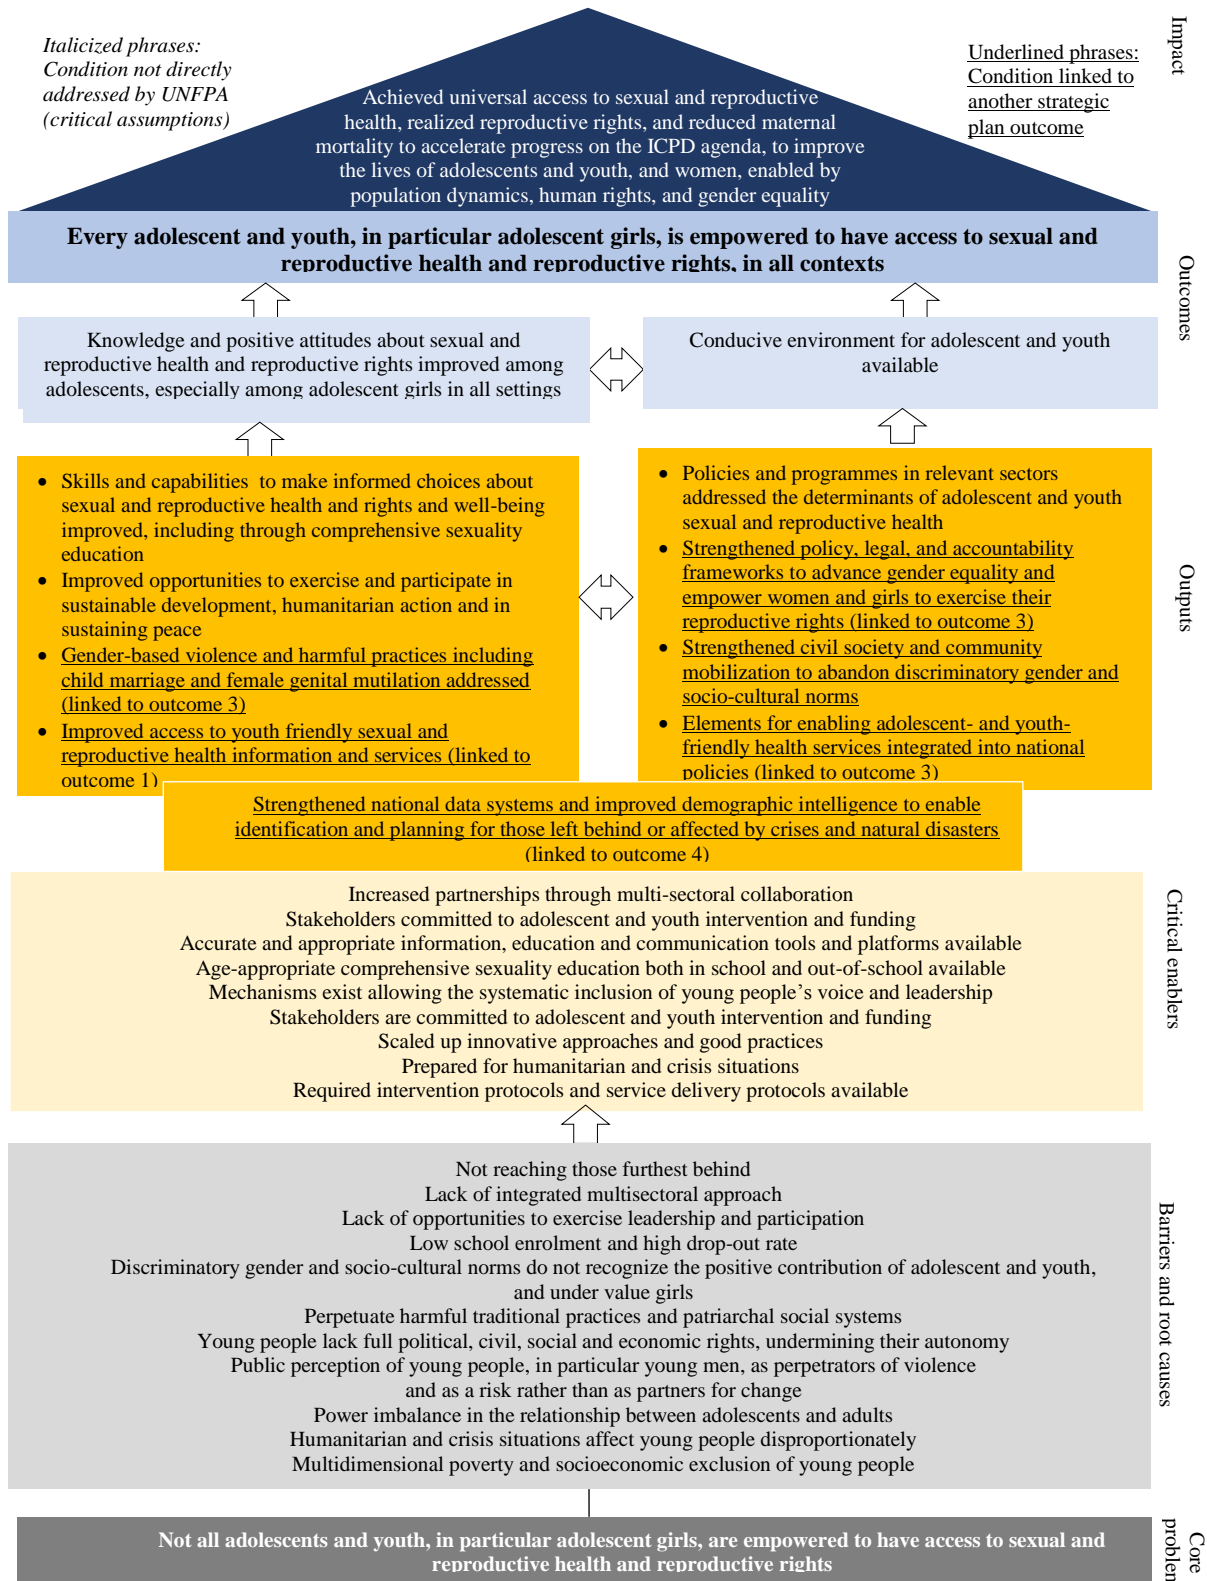 Italicized phrases:
Condition not directly
addressed by UNFPA
(critical assumptions)
Underlined phrases:
Condition linked to
another strategic
plan outcome
Impact
Achieved universal access to sexual and reproductive
health, realized reproductive rights, and reduced maternal
mortality to accelerate progress on the ICPD agenda, to improve
the lives of adolescents and youth, and women, enabled by
population dynamics, human rights, and gender equality
Every adolescent and youth, in particular adolescent girls, is empowered to have access to sexual and
reproductive health and reproductive rights, in all contexts
Outcomes
Knowledge and positive attitudes about sexual and
reproductive health and reproductive rights improved among
adolescents, especially among adolescent girls in all settings
Conducive environment for adolescent and youth
available
Outputs
• Skills and capabilities to make informed choices about
sexual and reproductive health and rights and well-being
improved, including through comprehensive sexuality
education
• Improved opportunities to exercise and participate in
sustainable development, humanitarian action and in
sustaining peace
• Gender-based violence and harmful practices including
child marriage and female genital mutilation addressed
(linked to outcome 3)
• Improved access to youth friendly sexual and
reproductive health information and services (linked to
outcome 1)
• Policies and programmes in relevant sectors
addressed the determinants of adolescent and youth
sexual and reproductive health
• Strengthened policy, legal, and accountability
frameworks to advance gender equality and
empower women and girls to exercise their
reproductive rights (linked to outcome 3)
• Strengthened civil society and community
mobilization to abandon discriminatory gender and
socio-cultural norms
• Elements for enabling adolescent- and youth-
friendly health services integrated into national
policies (linked to outcome 3)
Strengthened national data systems and improved demographic intelligence to enable
identification and planning for those left behind or affected by crises and natural disasters
(linked to outcome 4)
Critical enablers
Increased partnerships through multi-sectoral collaboration
Stakeholders committed to adolescent and youth intervention and funding
Accurate and appropriate information, education and communication tools and platforms available
Age-appropriate comprehensive sexuality education both in school and out-of-school available
Mechanisms exist allowing the systematic inclusion of young people’s voice and leadership
Stakeholders are committed to adolescent and youth intervention and funding
Scaled up innovative approaches and good practices
Prepared for humanitarian and crisis situations
Required intervention protocols and service delivery protocols available
Barriers and root causes
Not reaching those furthest behind
Lack of integrated multisectoral approach
Lack of opportunities to exercise leadership and participation
Low school enrolment and high drop-out rate
Discriminatory gender and socio-cultural norms do not recognize the positive contribution of adolescent and youth,
and under value girls
Perpetuate harmful traditional practices and patriarchal social systems
Young people lack full political, civil, social and economic rights, undermining their autonomy
Public perception of young people, in particular young men, as perpetrators of violence
and as a risk rather than as partners for change
Power imbalance in the relationship between adolescents and adults
Humanitarian and crisis situations affect young people disproportionately
Multidimensional poverty and socioeconomic exclusion of young people
Core
problem
Not all adolescents and youth, in particular adolescent girls, are empowered to have access to sexual and
reproductive health and reproductive rights